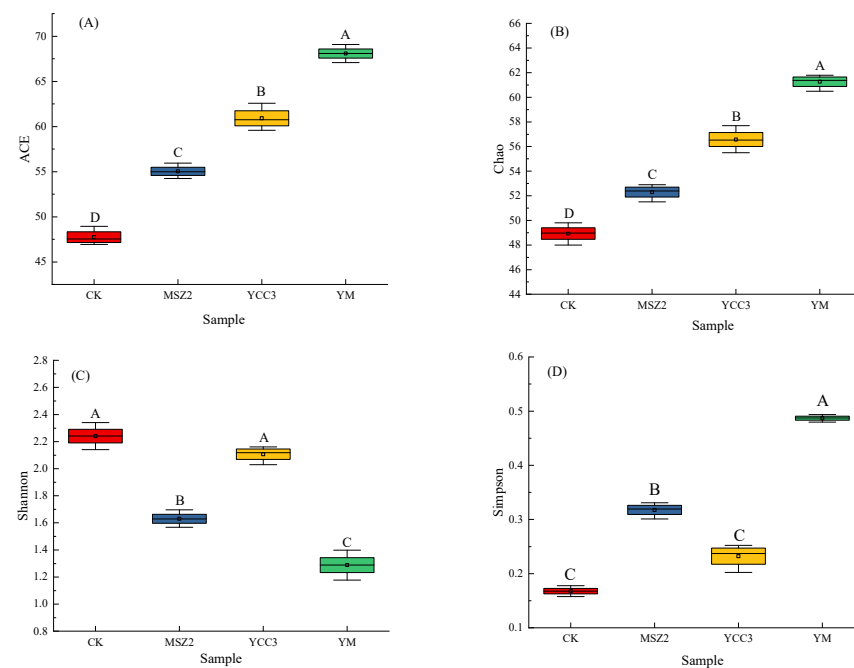 (A)
70
65
60
55
50
45
ACE
D
C
B
A
CK MSZ2 YCC3 YM
Sample
(B)
66
64
62
60
58
56
54
52
50
48
46
44
Chao
D
C
B
A
CK MSZ2 YCC3 YM
Sample
(C)
2.8
2.6
2.4
2.2
2.0
1.8
1.6
1.4
1.2
1.0
0.8
Shannon
A
B
A
C
CK MSZ2 YCC3 YM
Sample
(D)
0.6
0.5
0.4
0.3
0.2
0.1
Simpson
C
B
C
A
CK MSZ2 YCC3 YM
Sample